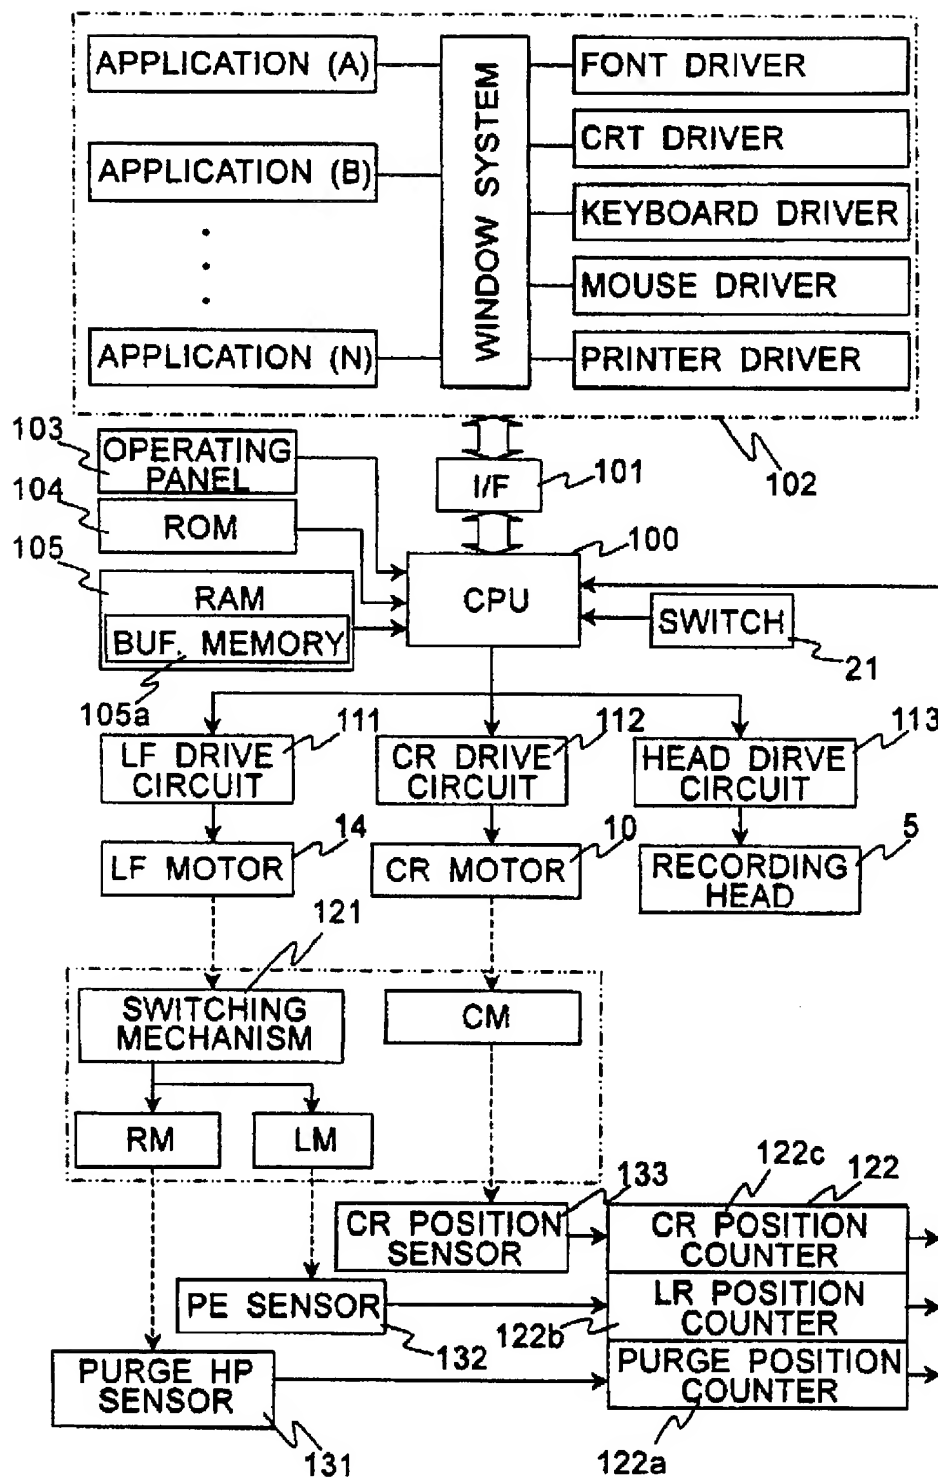 APPLICATION (A)
FONT DRIVER
WINDOW SYSTEM
CRT DRIVER
APPLICATION (B)
KEYBOARD DRIVER
MOUSE DRIVER
APPLICATION (N)
PRINTER DRIVER
103
OPERATING
PANEL
I/F
101
102
104
ROM
100
105
RAM
CPU
BUF. MEMORY
SWITCH
21
105a
111
112
113
LF DRIVE
CIRCUIT
CR DRIVE
CIRCUIT
HEAD DIRVE
CIRCUIT
14
10
5
LF MOTOR
CR MOTOR
RECORDING
HEAD
121
SWITCHING
MECHANISM
CM
RM
LM
133
122c
122
CR POSITION
SENSOR
CR POSITION
COUNTER
PE SENSOR
132
122b
LR POSITION
COUNTER
PURGE HP
SENSOR
131
PURGE POSITION
COUNTER
122a